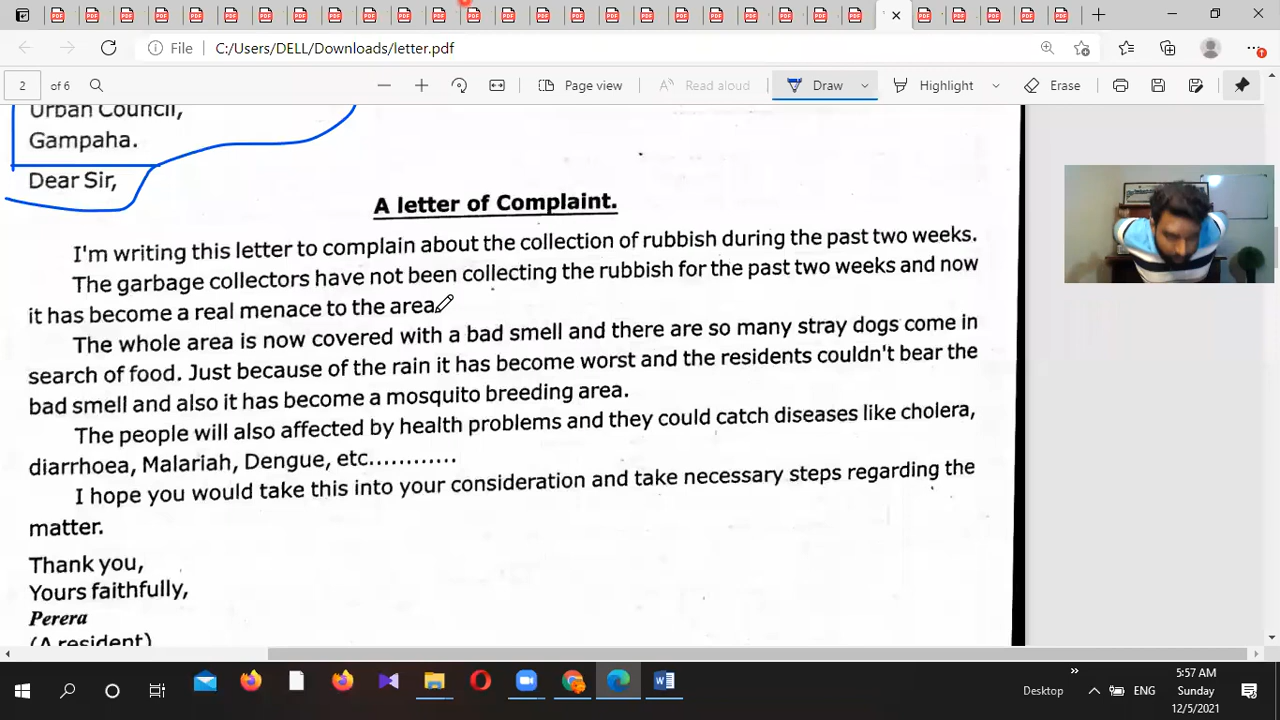 File C:/Users/DELL/Downloads/letter.pdf
2 of 6 Page view Read aloud Draw Highlight Erase
Urban Council,
Gampaha.
Dear Sir,
A letter of Complaint.
I'm writing this letter to complain about the collection of rubbish during the past two weeks.
The garbage collectors have not been collecting the rubbish for the past two weeks and now
it has become a real menace to the area
The whole area is now covered with a bad smell and there are so many stray dogs come in
search of food. Just because of the rain it has become worst and the residents couldn't bear the
bad smell and also it has become a mosquito breeding area.
The people will also affected by health problems and they could catch diseases like cholera,
diarrhoea, Malariah, Dengue, etc............
I hope you would take this into your consideration and take necessary steps regarding the
matter.
Thank you,
Yours faithfully,
Perera
(A resident)
Desktop ENG
5:57 AM
Sunday
12/5/2021